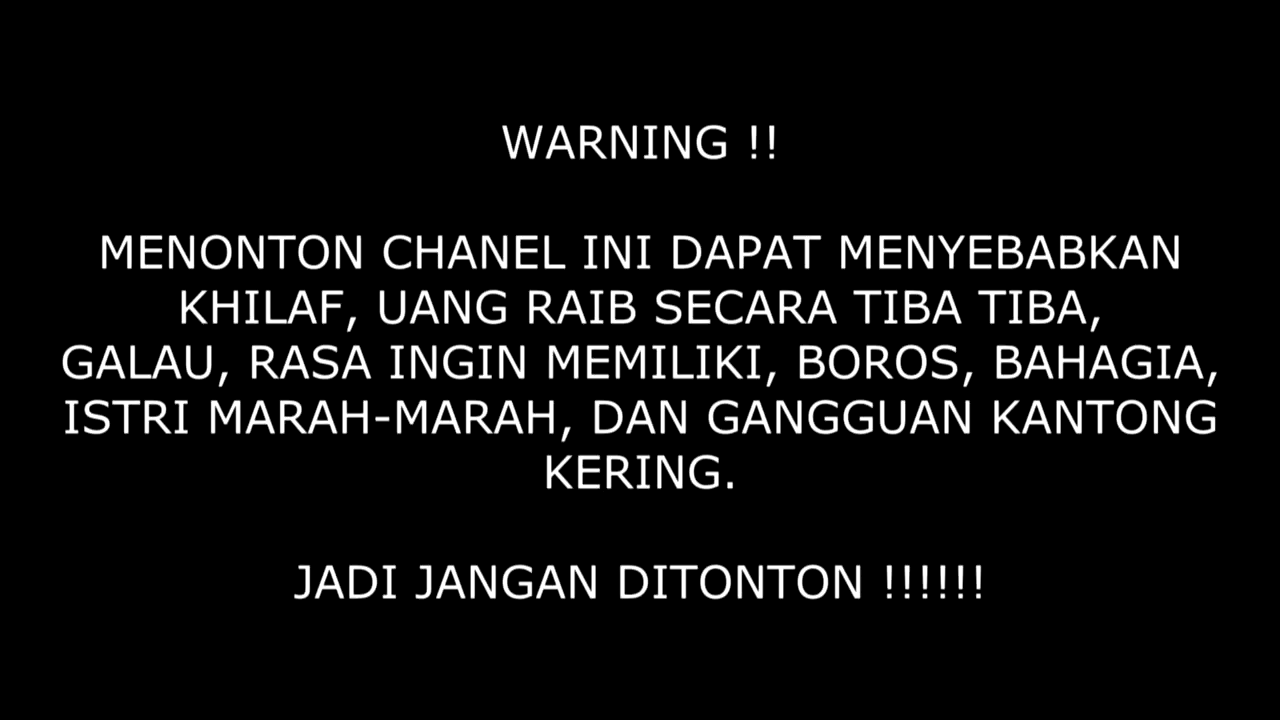 WARNING !!
MENONTON CHANEL INI DAPAT MENYEBABKAN
KHILAF, UANG RAIB SECARA TIBA TIBA,
GALAU, RASA INGIN MEMILIKI, BOROS, BAHAGIA,
ISTRI MARAH-MARAH, DAN GANGGUAN KANTONG
KERING.
JADI JANGAN DITONTON !!!!!!